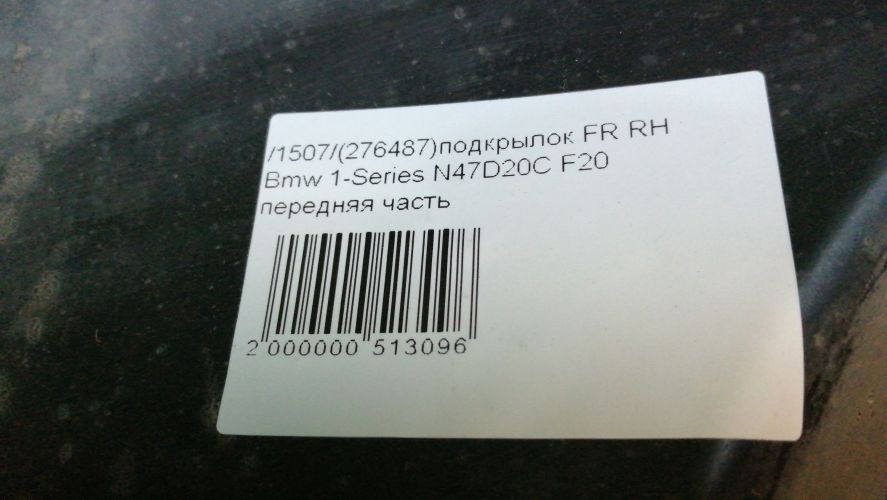 /1507/(276487)подкрылок FR RH
Bmw 1-Series N47D20C F20
передняя часть
2 000000 513096